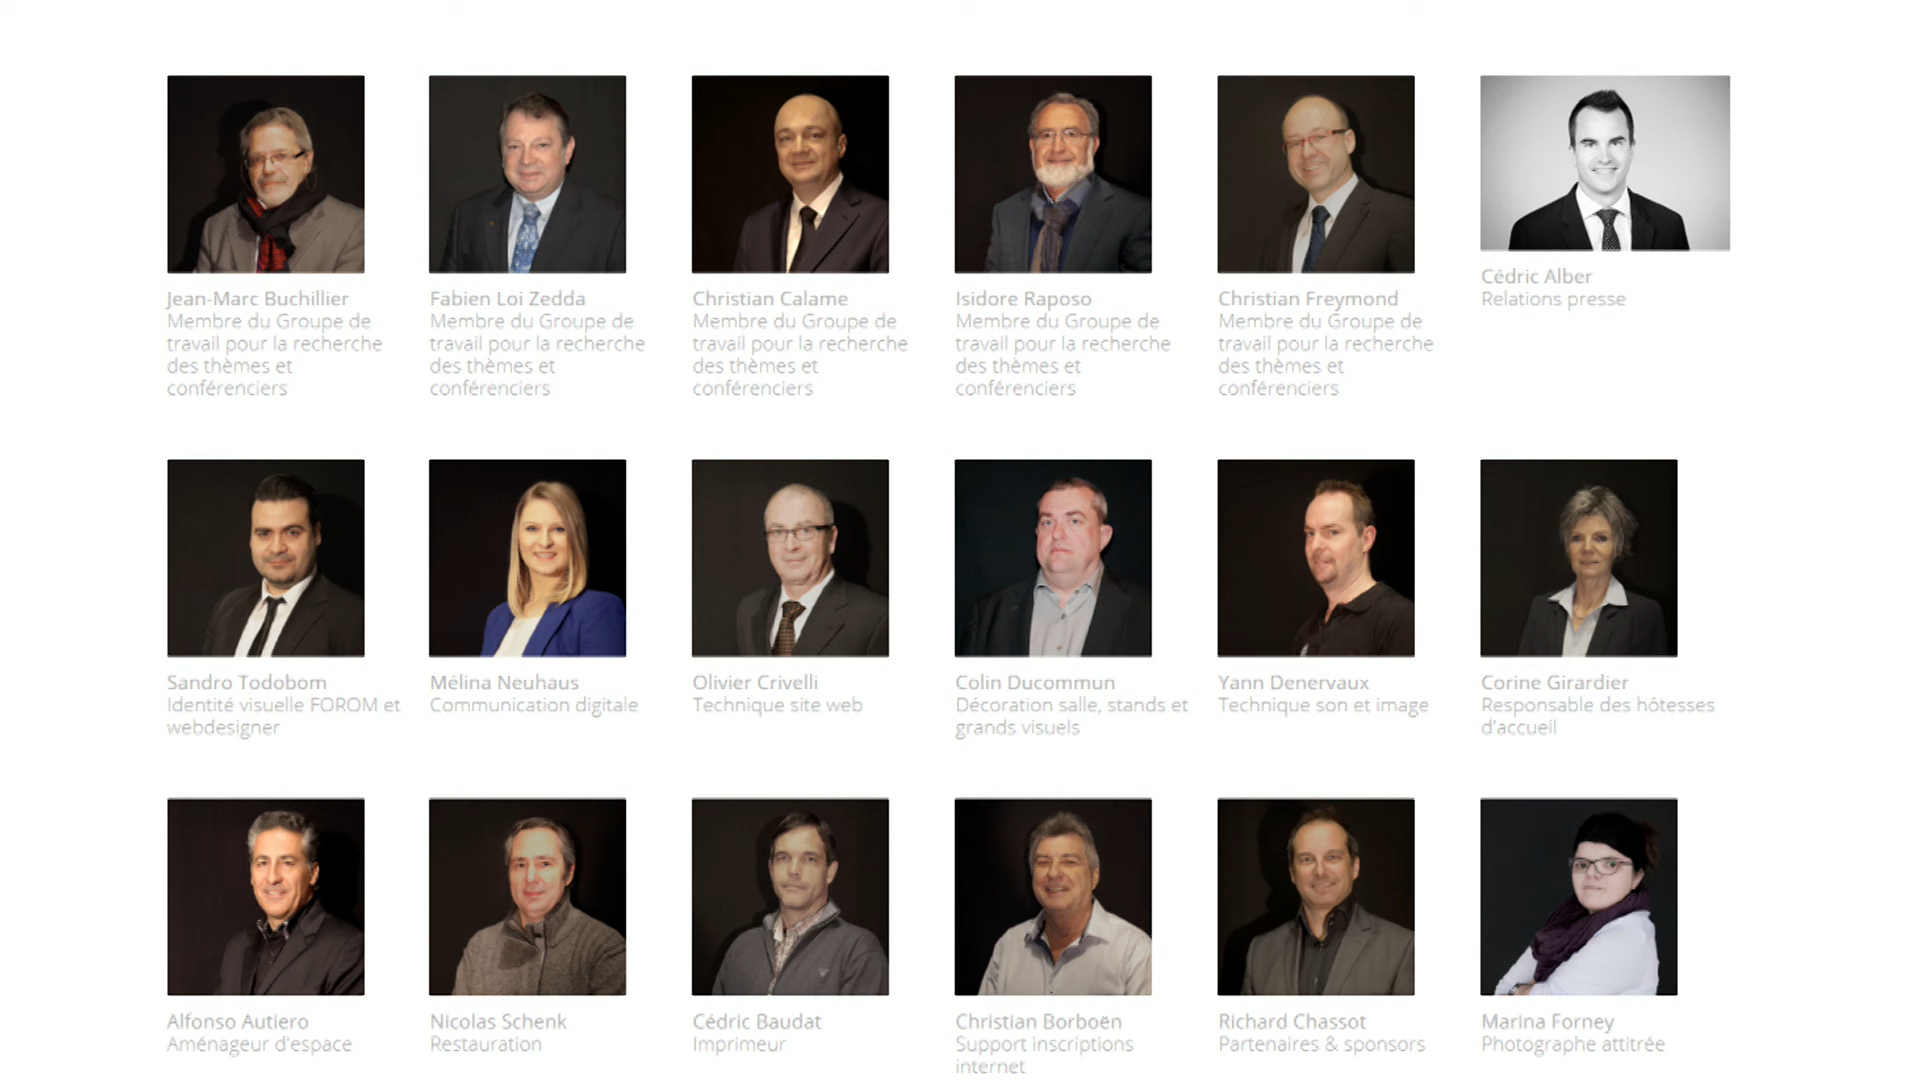 Jean-Marc Buchillier
Membre du Groupe de
travail pour la recherche
des thèmes et
conférenciers
Fabien Loi Zedda
Membre du Groupe de
travail pour la recherche
des thèmes et
conférenciers
Christian Calame
Membre du Groupe de
travail pour la recherche
des thèmes et
conférenciers
Isidore Raposo
Membre du Groupe de
travail pour la recherche
des thèmes et
conférenciers
Christian Freymond
Membre du Groupe de
travail pour la recherche
des thèmes et
conférenciers
Cédric Alber
Relations presse
Sandro Todobom
Identité visuelle FOROM et
webdesigner
Mélina Neuhaus
Communication digitale
Olivier Crivelli
Technique site web
Colin Ducommun
Décoration salle, stands et
grands visuels
Yann Denervaux
Technique son et image
Corine Girardier
Responsable des hôtesses
d'accueil
Alfonso Autiero
Aménageur d'espace
Nicolas Schenk
Restauration
Cédric Baudat
Imprimeur
Christian Borboën
Support inscriptions
internet
Richard Chassot
Partenaires & sponsors
Marina Forney
Photographe attitrée